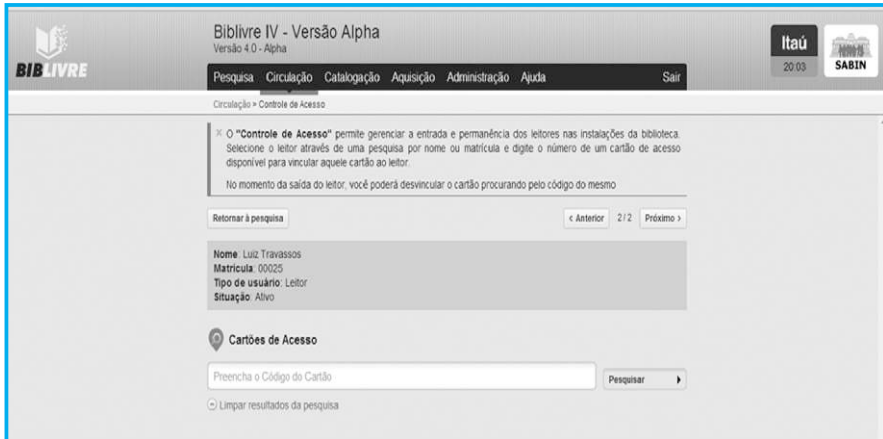 Biblivre IV - Versão Alpha
Versão 4.0 - Alpha
BIBLIVRE
Itaú
20:03
SABIN
Pesquisa Circulação Catalogação Aquisição Administração Ajuda Sair
Circulação > Controle de Acesso
× O "Controle de Acesso" permite gerenciar a entrada e permanência dos leitores nas instalações da biblioteca.
Selecione o leitor através de uma pesquisa por nome ou matrícula e digite o número de um cartão de acesso
disponível para vincular aquele cartão ao leitor.
No momento da saída do leitor, você poderá desvincular o cartão procurando pelo código do mesmo
Retornar à pesquisa
< Anterior 2 / 2 Próximo >
Nome: Luiz Travassos
Matrícula: 00025
Tipo de usuário: Leitor
Situação: Ativo
Cartões de Acesso
Preencha o Código do Cartão
Pesquisar
Limpar resultados da pesquisa